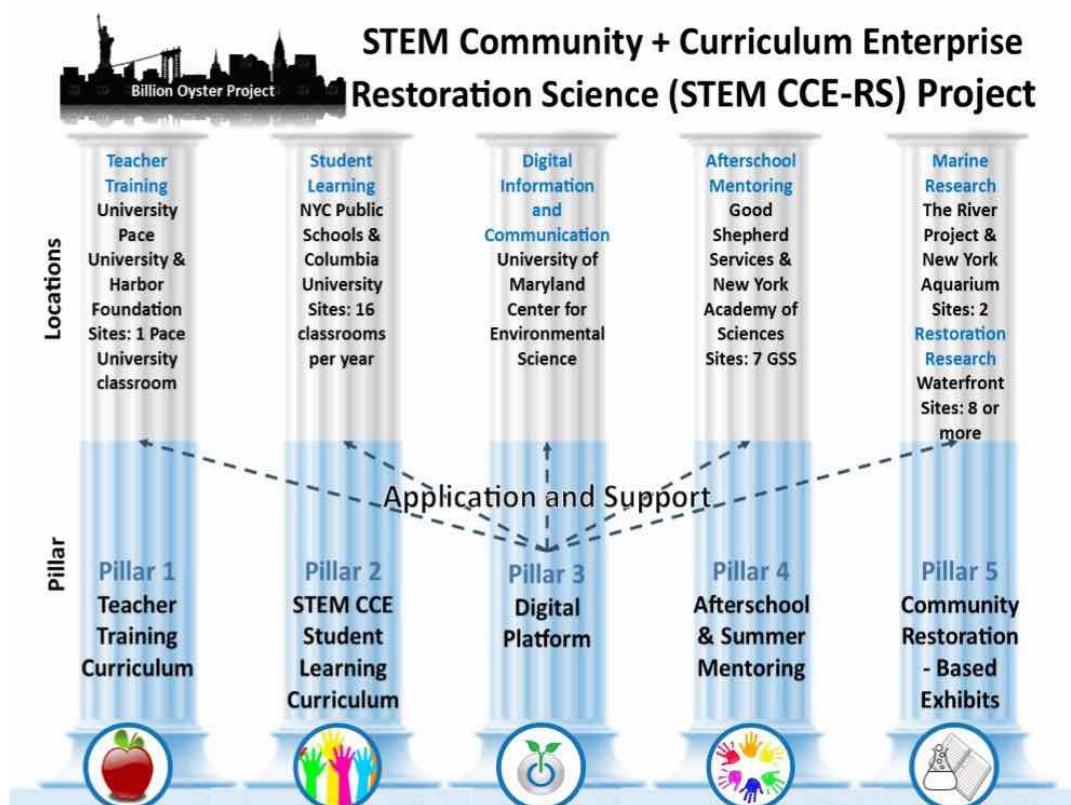 STEM Community + Curriculum Enterprise
Restoration Science (STEM CCE-RS) Project
Billion Oyster Project
Locations
Teacher
Training
University
Pace
University &
Harbor
Foundation
Sites: 1 Pace
University
classroom
Student
Learning
NYC Public
Schools &
Columbia
University
Sites: 16
classrooms
per year
Digital
Information
and
Communication
University of
Maryland
Center for
Environmental
Science
Afterschool
Mentoring
Good
Shepherd
Services &
New York
Academy of
Sciences
Sites: 7 GSS
Marine
Research
The River
Project &
New York
Aquarium
Sites: 2
Restoration
Research
Waterfront
Sites: 8 or
more
Application and Support
Pillar
Pillar 1
Teacher
Training
Curriculum
Pillar 2
STEM CCE
Student
Learning
Curriculum
Pillar 3
Digital
Platform
Pillar 4
Afterschool
& Summer
Mentoring
Pillar 5
Community
Restoration
- Based
Exhibits